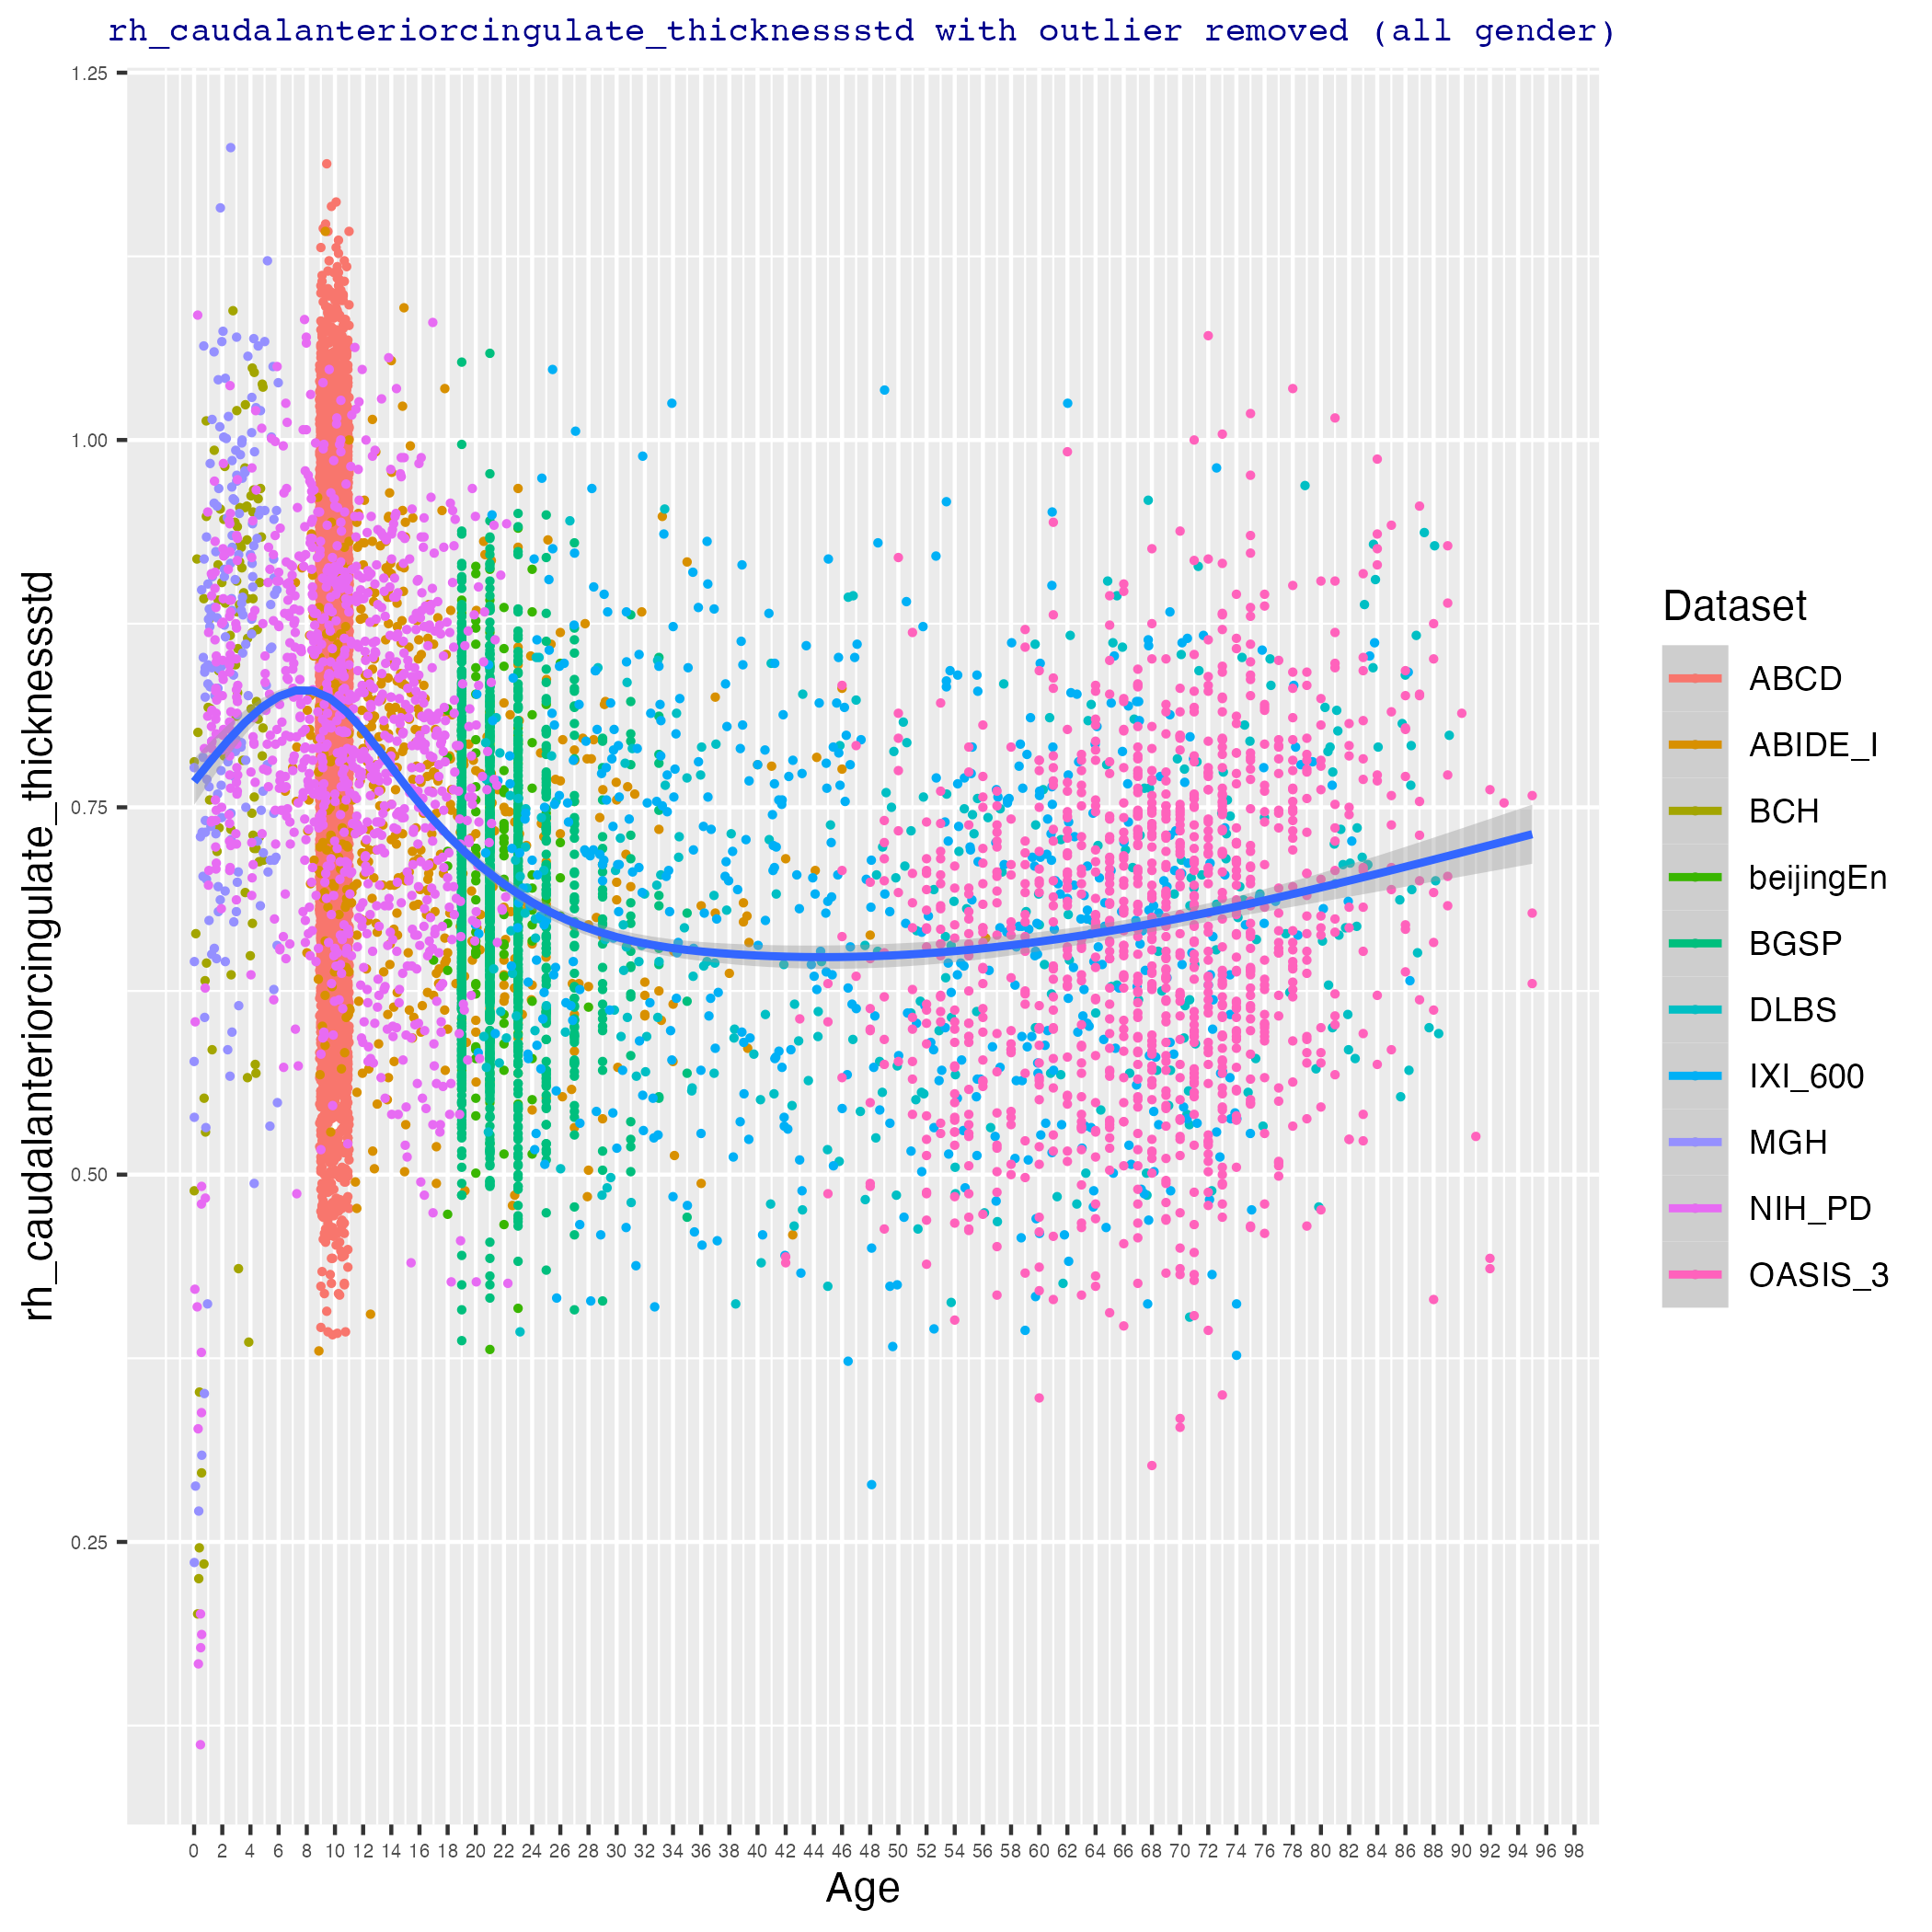 rh_caudalanteriorcingulate_thicknessstd with outlier removed (all gender)
1.25
1.00
0.75
0.50
0.25
rh_caudalanteriorcingulate_thicknessstd
0 2 4 6 8 10 12 14 16 18 20 22 24 26 28 30 32 34 36 38 40 42 44 46 48 50 52 54 56 58 60 62 64 66 68 70 72 74 76 78 80 82 84 86 88 90 92 94 96 98
Age
Dataset
ABCD
ABIDE_I
BCH
beijingEn
BGSP
DLBS
IXI_600
MGH
NIH_PD
OASIS_3